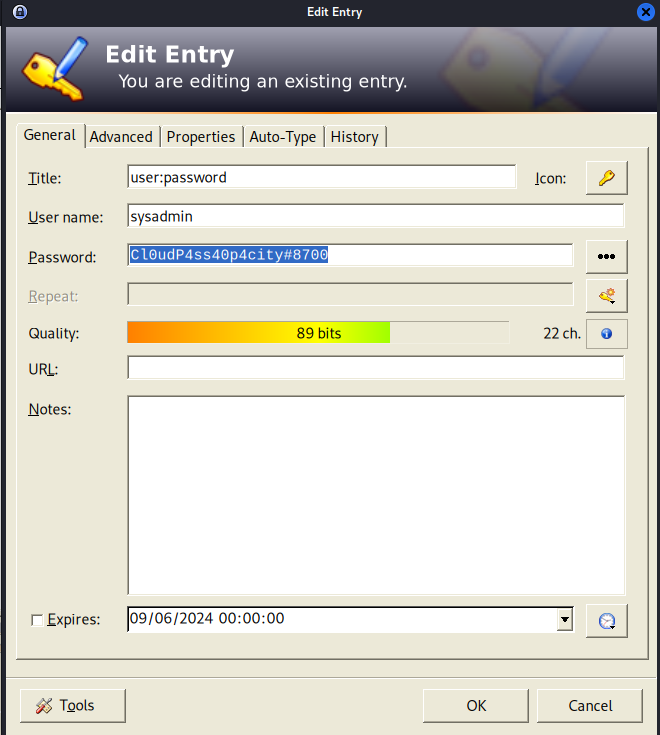 Edit Entry
Edit Entry
You are editing an existing entry.
General Advanced Properties Auto-Type History
Title: user:password Icon:
User name: sysadmin
Password: Cl0udP4ss40p4city#8700 •••
Repeat:
Quality: 89 bits 22 ch.
URL:
Notes:
Expires: 09/06/2024 00:00:00
Tools OK Cancel